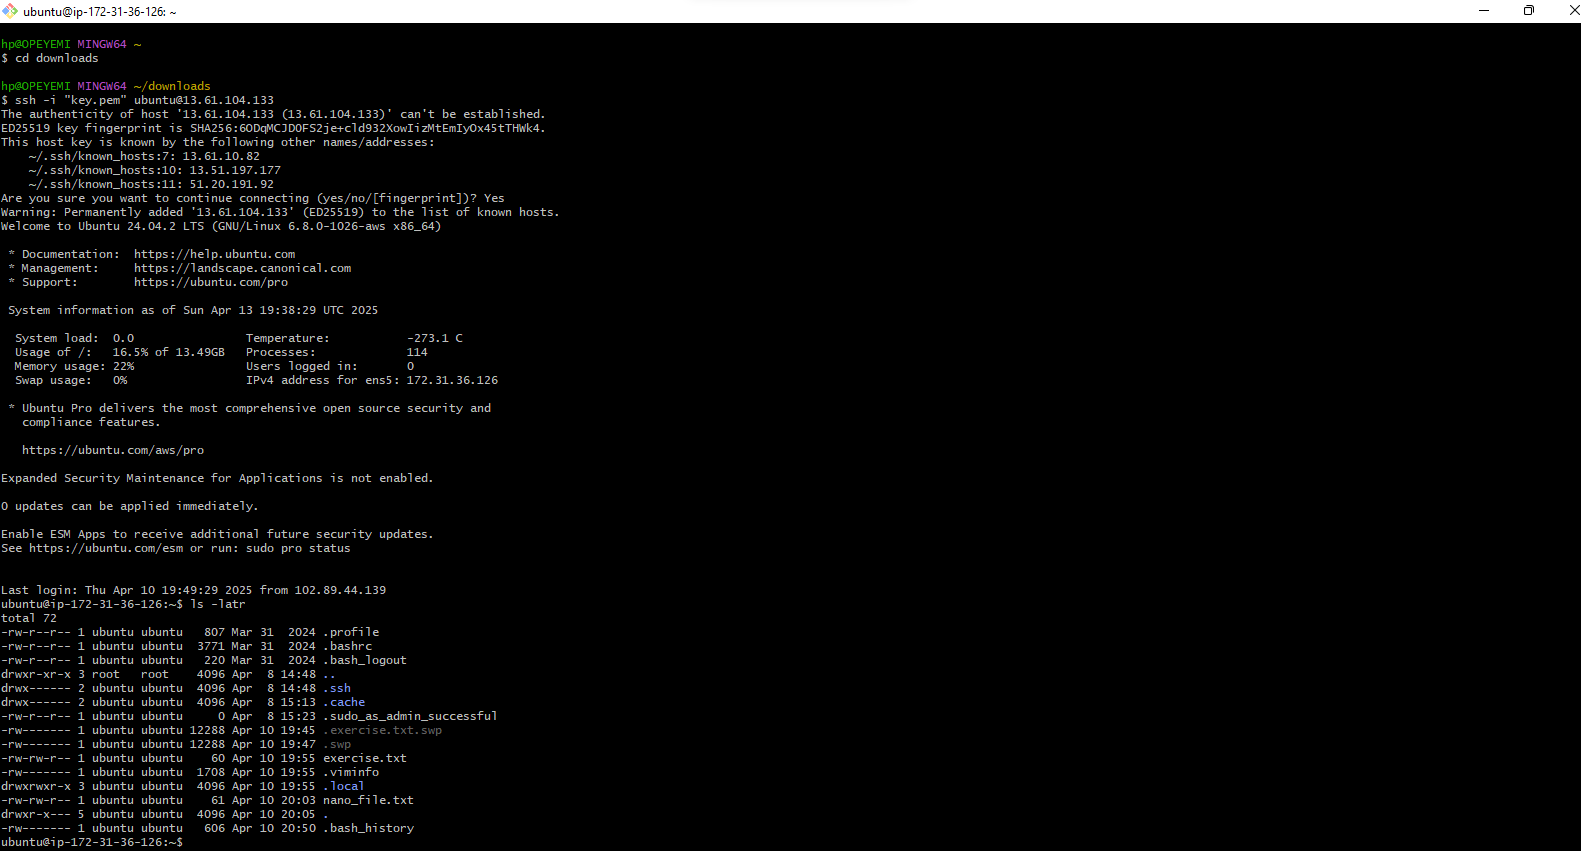 ubuntu@ip-172-31-36-126: ~
hp@OPEYEMI MINGW64 ~
$ cd downloads
hp@OPEYEMI MINGW64 ~/downloads
$ ssh -i "key.pem" ubuntu@13.61.104.133
The authenticity of host '13.61.104.133 (13.61.104.133)' can't be established.
ED25519 key fingerprint is SHA256:6ODqMCJDOFS2je+cld932XowIizMtEmIyOx45tTHWk4.
This host key is known by the following other names/addresses:
    ~/.ssh/known_hosts:7: 13.61.10.82
    ~/.ssh/known_hosts:10: 13.51.197.177
    ~/.ssh/known_hosts:11: 51.20.191.92
Are you sure you want to continue connecting (yes/no/[fingerprint])? Yes
Warning: Permanently added '13.61.104.133' (ED25519) to the list of known hosts.
Welcome to Ubuntu 24.04.2 LTS (GNU/Linux 6.8.0-1026-aws x86_64)
 * Documentation:  https://help.ubuntu.com
 * Management:     https://landscape.canonical.com
 * Support:        https://ubuntu.com/pro
 System information as of Sun Apr 13 19:38:29 UTC 2025
  System load:  0.0                Temperature:           -273.1 C
  Usage of /:   16.5% of 13.49GB   Processes:             114
  Memory usage: 22%                Users logged in:       0
  Swap usage:   0%                 IPv4 address for ens5: 172.31.36.126
 * Ubuntu Pro delivers the most comprehensive open source security and
   compliance features.
   https://ubuntu.com/aws/pro
Expanded Security Maintenance for Applications is not enabled.
0 updates can be applied immediately.
Enable ESM Apps to receive additional future security updates.
See https://ubuntu.com/esm or run: sudo pro status
Last login: Thu Apr 10 19:49:29 2025 from 102.89.44.139
ubuntu@ip-172-31-36-126:~$ ls -latr
total 72
-rw-r--r-- 1 ubuntu ubuntu   807 Mar 31  2024 .profile
-rw-r--r-- 1 ubuntu ubuntu  3771 Mar 31  2024 .bashrc
-rw-r--r-- 1 ubuntu ubuntu   220 Mar 31  2024 .bash_logout
drwxr-xr-x 3 root   root    4096 Apr  8 14:48 ..
drwx------ 2 ubuntu ubuntu  4096 Apr  8 14:48 .ssh
drwx------ 2 ubuntu ubuntu  4096 Apr  8 15:13 .cache
-rw-r--r-- 1 ubuntu ubuntu     0 Apr  8 15:23 .sudo_as_admin_successful
-rw------- 1 ubuntu ubuntu 12288 Apr 10 19:45 .exercise.txt.swp
-rw------- 1 ubuntu ubuntu 12288 Apr 10 19:47 .swp
-rw-rw-r-- 1 ubuntu ubuntu    60 Apr 10 19:55 exercise.txt
-rw------- 1 ubuntu ubuntu  1708 Apr 10 19:55 .viminfo
drwxrwxr-x 3 ubuntu ubuntu  4096 Apr 10 19:55 .local
-rw-rw-r-- 1 ubuntu ubuntu    61 Apr 10 20:03 nano_file.txt
drwxr-x--- 5 ubuntu ubuntu  4096 Apr 10 20:05 .
-rw------- 1 ubuntu ubuntu   606 Apr 10 20:50 .bash_history
ubuntu@ip-172-31-36-126:~$